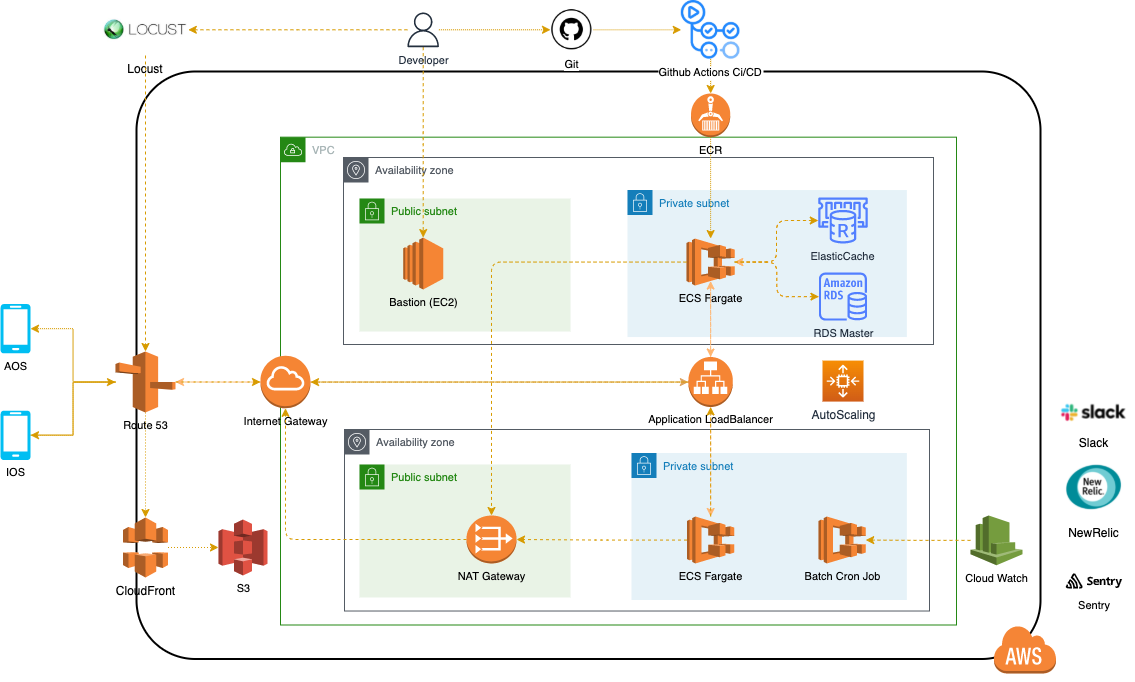 LOCUST
Locust
Developer
Git
Github Actions Ci/CD
ECR
VPC
Availability zone
Public subnet
Private subnet
R
ElasticCache
Bastion (EC2)
ECS Fargate
Amazon
RDS
RDS Master
AOS
IOS
Route 53
Internet Gateway
Application LoadBalancer
AutoScaling
Availability zone
Public subnet
Private subnet
NAT Gateway
ECS Fargate
Batch Cron Job
CloudFront
S3
Cloud Watch
slack
Slack
New
Relic.
NewRelic
Sentry
Sentry
AWS